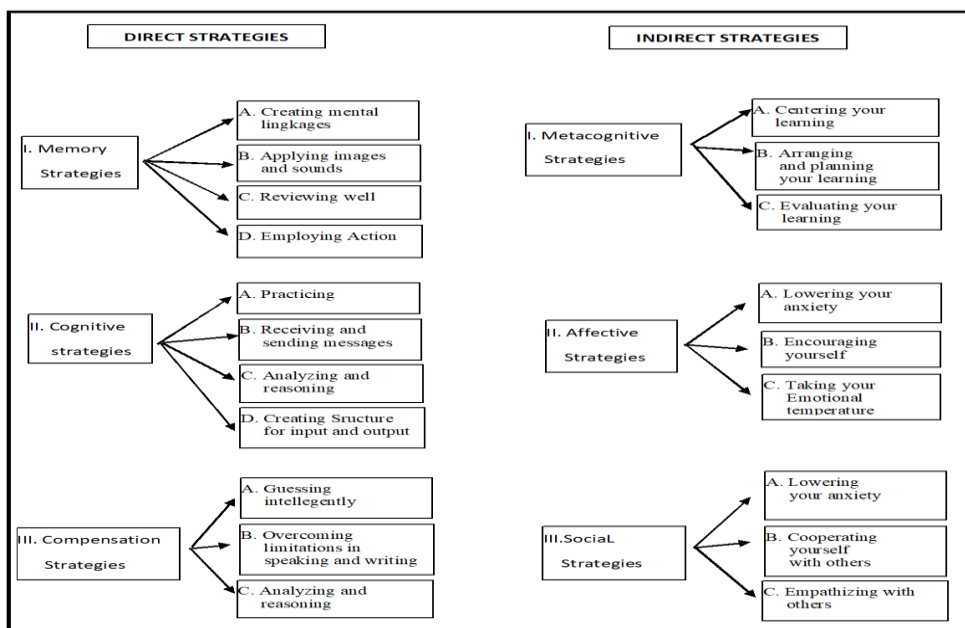 DIRECT STRATEGIES
I. Memory
Strategies
A. Creating mental
lingkages
B. Applying images
and sounds
C. Reviewing well
D. Employing Action
II. Cognitive
strategies
A. Practicing
B. Receiving and
sending messages
C. Analyzing and
reasoning
D. Creating Sructure
for input and output
III. Compensation
Strategies
A. Guessing
intellegently
B. Overcoming
limitations in
speaking and writing
C. Analyzing and
reasoning
INDIRECT STRATEGIES
I. Metacognitive
Strategies
A. Centering your
learning
B. Arranging
and planning
your learning
C. Evaluating your
learning
II. Affective
Strategies
A. Lowering your
anxiety
B. Encouraging
yourself
C. Taking your
Emotional
temperature
III.SociaL
Strategies
A. Lowering
your anxiety
B. Cooperating
yourself
with others
C. Empathizing with
others